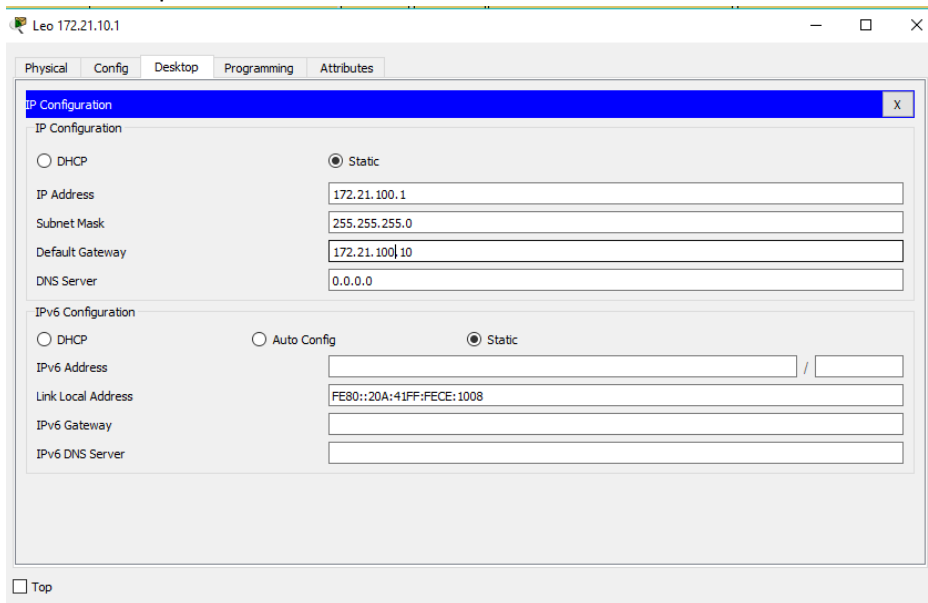 Leo 172.21.10.1
Physical Config Desktop Programming Attributes
IP Configuration X
IP Configuration
DHCP Static
IP Address 172.21.100.1
Subnet Mask 255.255.255.0
Default Gateway 172.21.100.10
DNS Server 0.0.0.0
IPv6 Configuration
DHCP Auto Config Static
IPv6 Address /
Link Local Address FE80::20A:41FF:FECE:1008
IPv6 Gateway
IPv6 DNS Server
Top